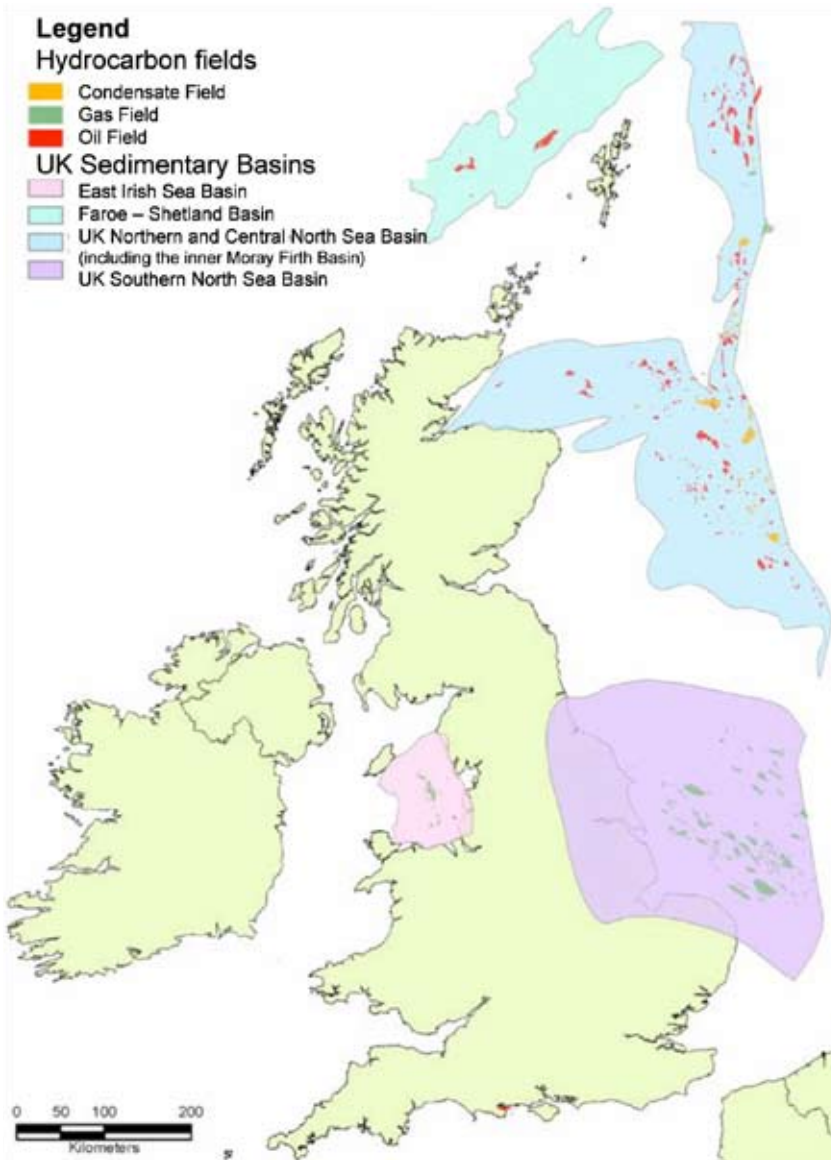 Legend
Hydrocarbon fields
Condensate Field
Gas Field
Oil Field
UK Sedimentary Basins
East Irish Sea Basin
Faroe – Shetland Basin
UK Northern and Central North Sea Basin
(including the inner Moray Firth Basin)
UK Southern North Sea Basin
0 50 100 200
Kilometers